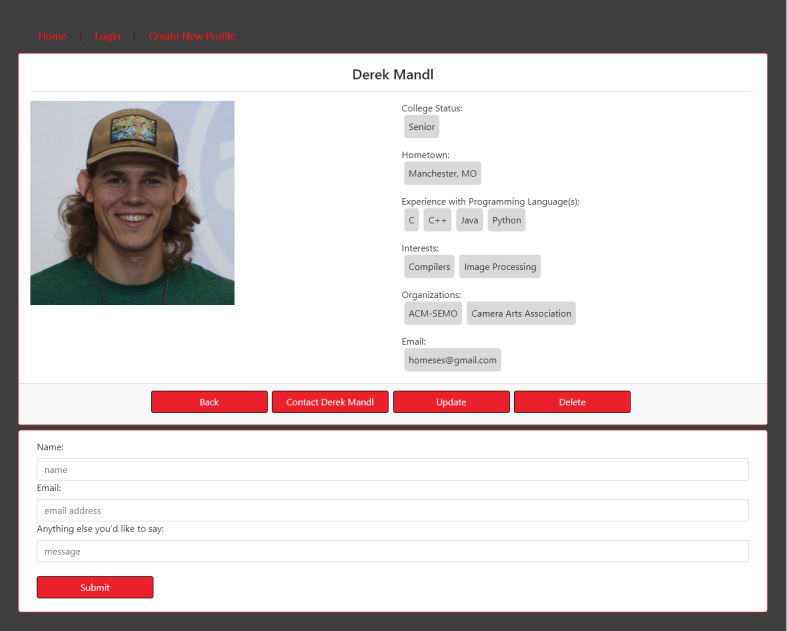 Home | Login | Create New Profile
Derek Mandl
College Status:
Senior
Hometown:
Manchester, MO
Experience with Programming Language(s):
C C++ Java Python
Interests:
Compilers Image Processing
Organizations:
ACM-SEMO Camera Arts Association
Email:
homeses@gmail.com
Back Contact Derek Mandl Update Delete
Name:
name
Email:
email address
Anything else you'd like to say:
message
Submit